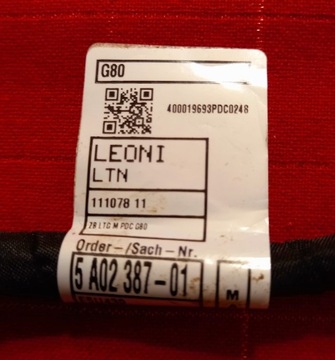 G80
400019693PDC0248
LEONI
LTN
111078 11
ZB LTG M PDC G80
Order-/Sach-Nr.
5 A02 387-01
M